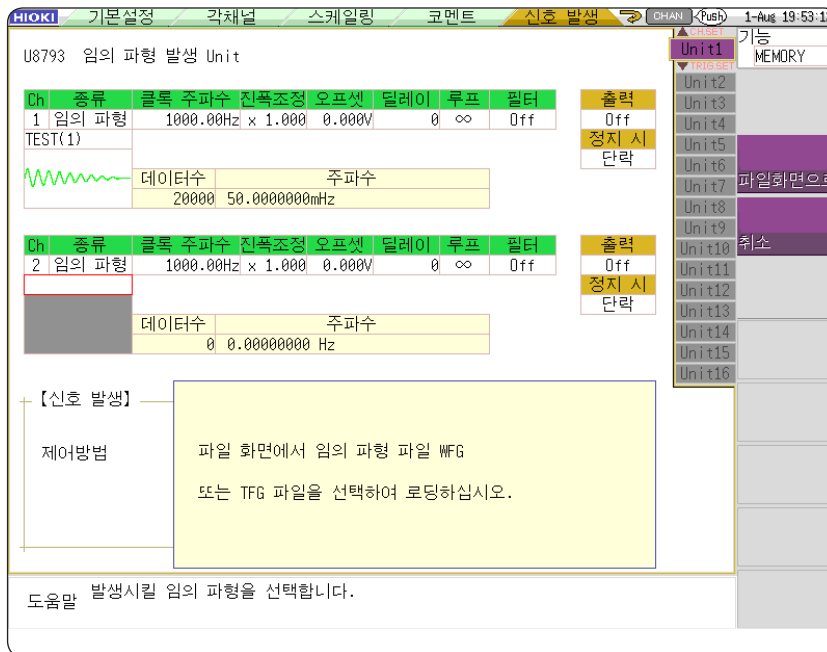 HIOKI 기본설정 각채널 스케일링 코멘트 신호 발생 CHAN Push 1-Aug 19:53:1
U8793 임의 파형 발생 Unit
Ch 종류 클록 주파수 진폭조정 오프셋 딜레이 루프 필터 출력
1 임의 파형 1000.00Hz x 1.000 0.000V 0 ∞ Off Off
TEST(1) 정지 시
단락
데이터수 주파수
20000 50.0000000mHz
Ch 종류 클록 주파수 진폭조정 오프셋 딜레이 루프 필터 출력
2 임의 파형 1000.00Hz x 1.000 0.000V 0 ∞ Off Off
정지 시
단락
데이터수 주파수
0 0.00000000 Hz
【신호 발생】
제어방법
파일 화면에서 임의 파형 파일 WFG
또는 TFG 파일을 선택하여 로딩하십시오.
도움말 발생시킬 임의 파형을 선택합니다.
▲CH.SET
Unit1
▼TRIG.SET
Unit2
Unit3
Unit4
Unit5
Unit6
Unit7
Unit8
Unit9
Unit10
Unit11
Unit12
Unit13
Unit14
Unit15
Unit16
기능
MEMORY
파일화면으로
취소